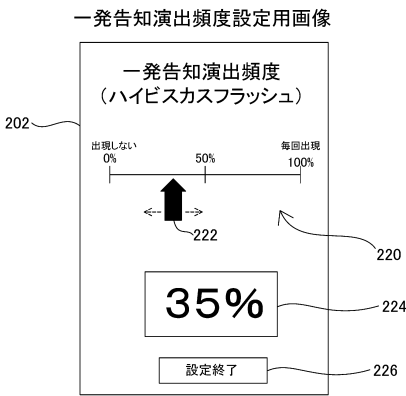 一発告知演出頻度設定用画像
一発告知演出頻度
(ハイビスカスフラッシュ)
202
出現しない
0%
50%
毎回出現
100%
222
220
35%
224
設定終了
226